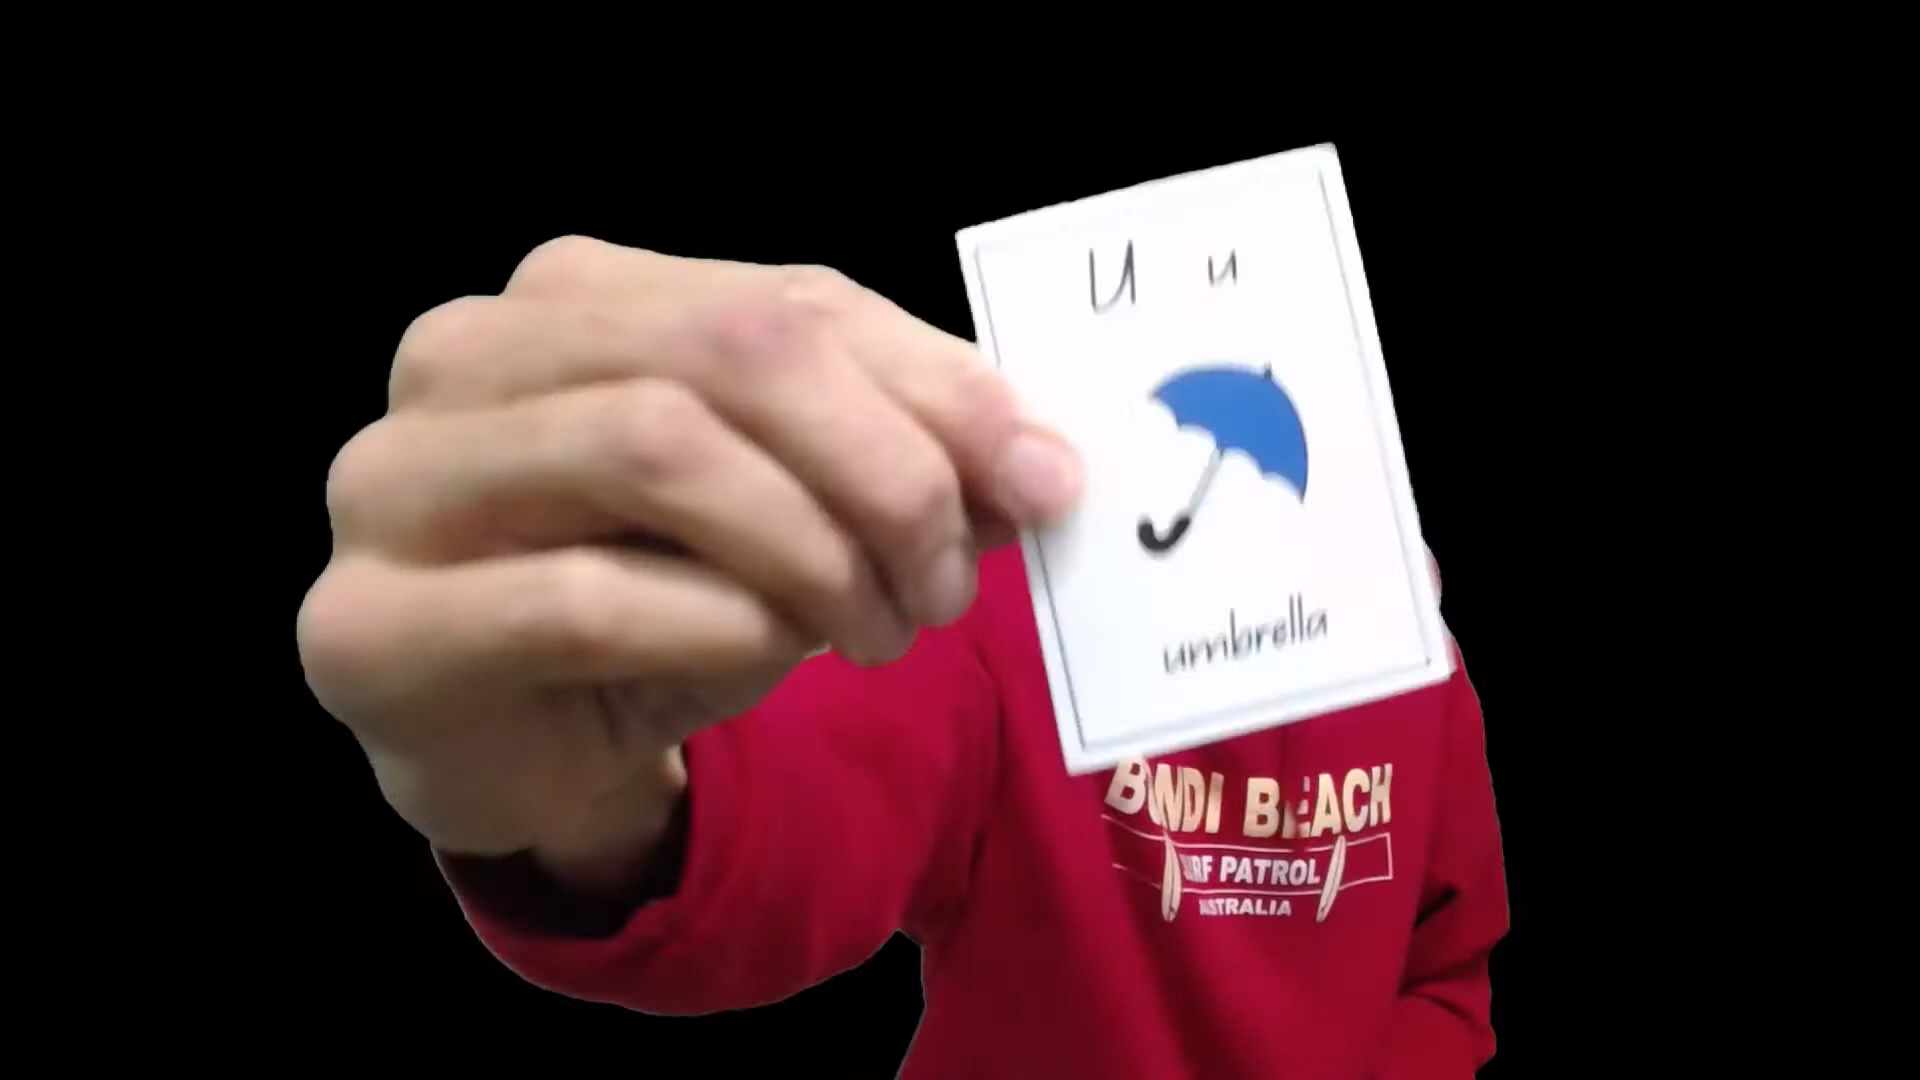 U u
umbrella
BONDI BEACH
SURF PATROL
AUSTRALIA